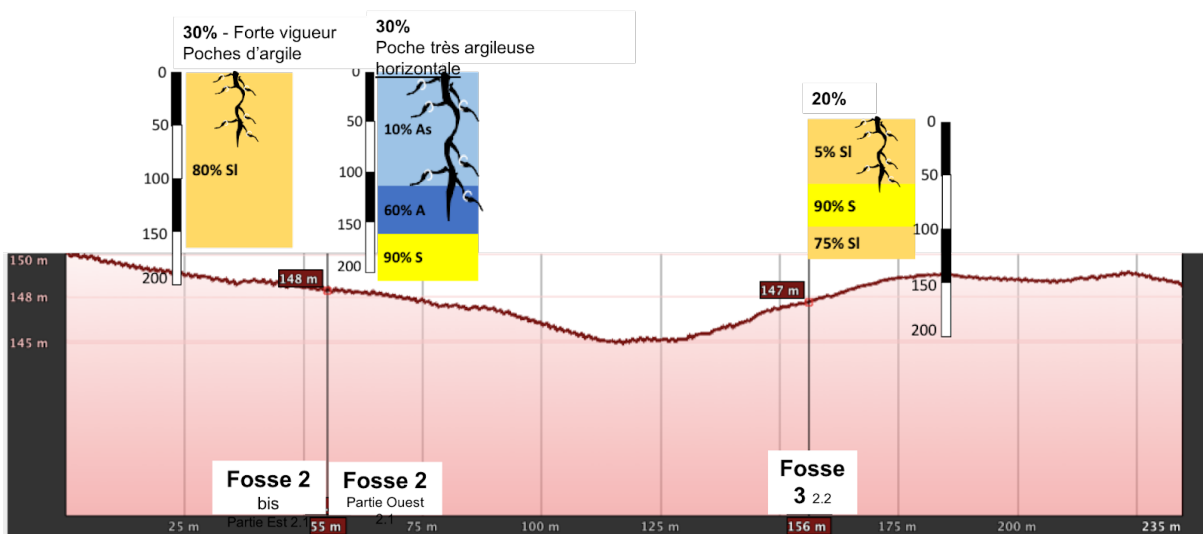 30% - Forte vigueur
Poches d’argile
30%
Poche très argileuse
horizontale
20%
0
50
100
150
200
80% Sl
0
50
100
150
200
10% As
60% A
90% S
5% Sl
90% S
75% Sl
0
50
100
150
200
150 m
148 m
145 m
148 m
147 m
Fosse 2
bis
Partie Est 2.1
Fosse 2
Partie Ouest
2.1
Fosse
3 2.2
25 m
55 m
75 m
100 m
125 m
156 m
175 m
200 m
235 m